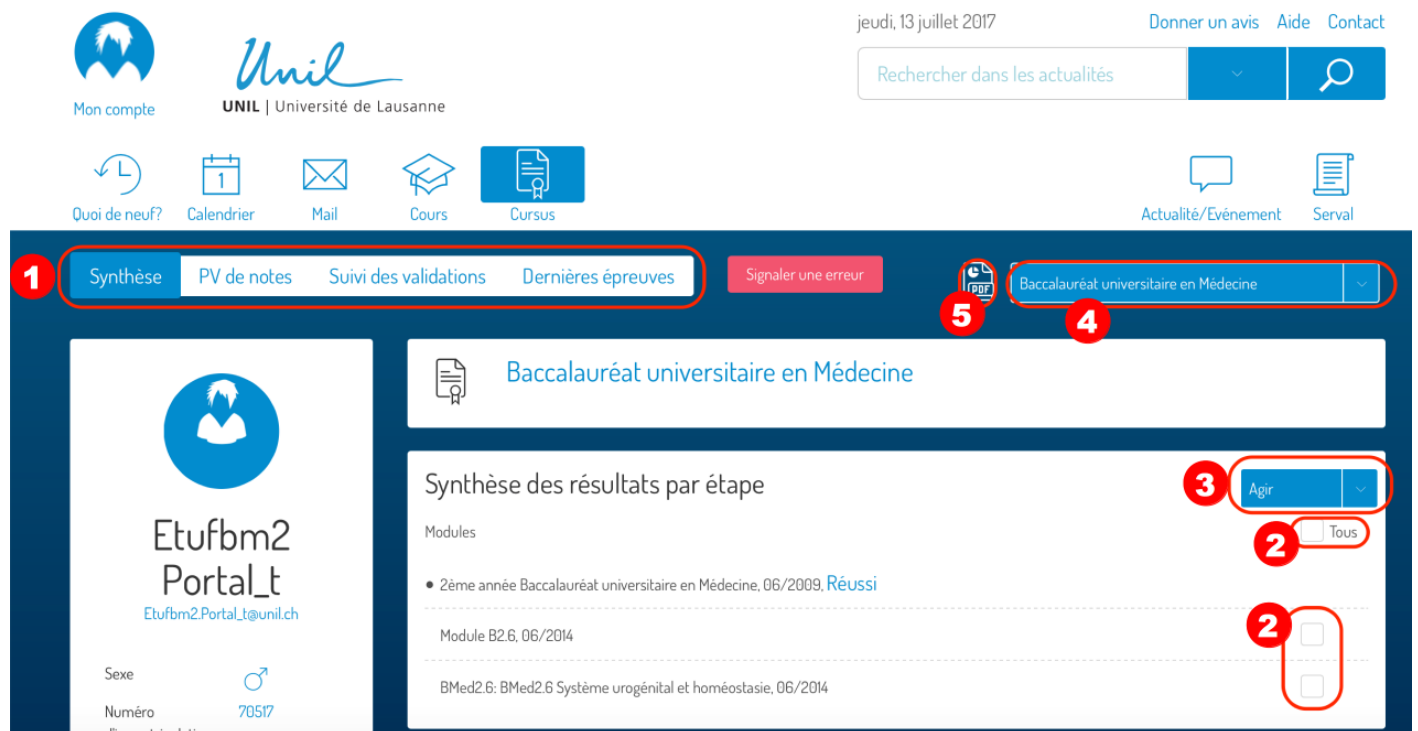 jeudi, 13 juillet 2017
Donner un avis Aide Contact
Unil
UNIL | Université de Lausanne
Rechercher dans les actualités
Mon compte
1
Quoi de neuf? Calendrier Mail Cours Cursus
Actualité/Evénement Serval
1 Synthèse PV de notes Suivi des validations Dernières épreuves
Signaler une erreur
PDF
Baccalauréat universitaire en Médecine
5
4
Baccalauréat universitaire en Médecine
Synthèse des résultats par étape
3 Agir
Modules
2 Tous
• 2ème année Baccalauréat universitaire en Médecine, 06/2009, Réussi
Module B2.6, 06/2014
2
BMed2.6: BMed2.6 Système urogénital et homéostasie, 06/2014
Etufbm2
Portal_t
Etufbm2.Portal_t@unil.ch
Sexe
Numéro 70517